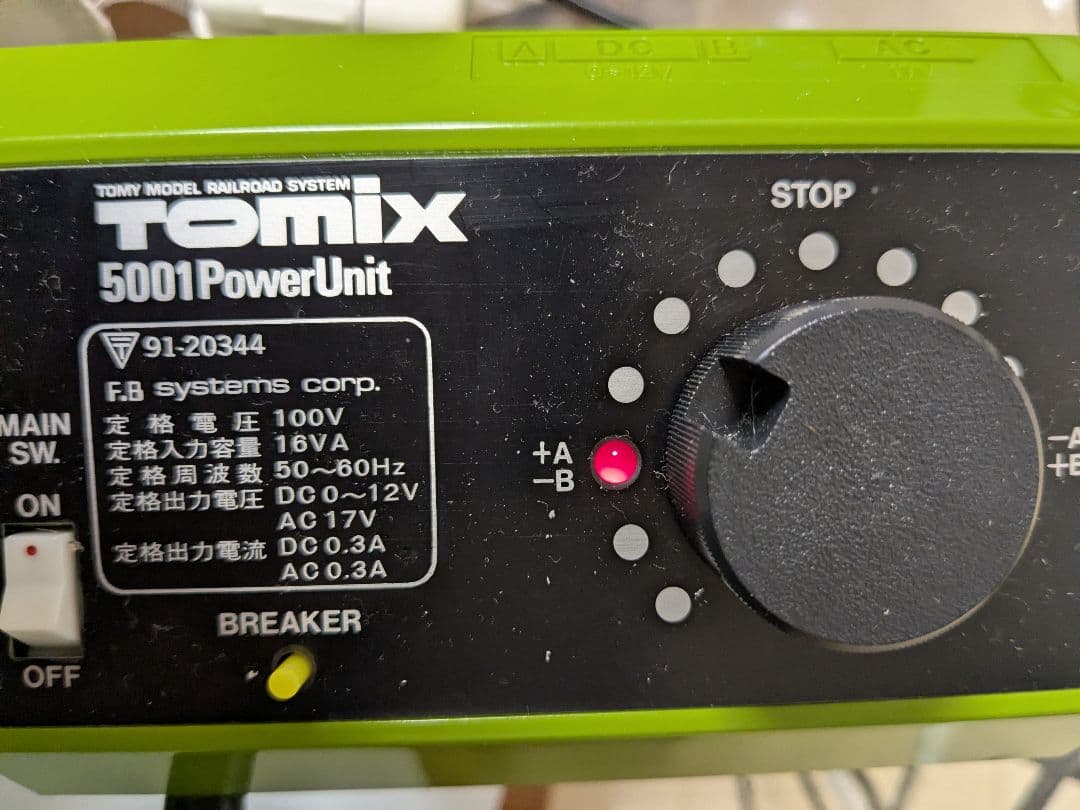 A DC B AC
0~12V
TOMY MODEL RAILROAD SYSTEM
TOMIX
5001 PowerUnit
STOP
T 91-20344
F.B systems corp.
定格電圧 100V
定格入力容量 16VA
定格周波数 50～60Hz
定格出力電圧 DC 0～12V
AC 17V
定格出力電流 DC 0.3A
AC 0.3A
MAIN
SW.
ON
OFF
BREAKER
+A
−B
−A
+B